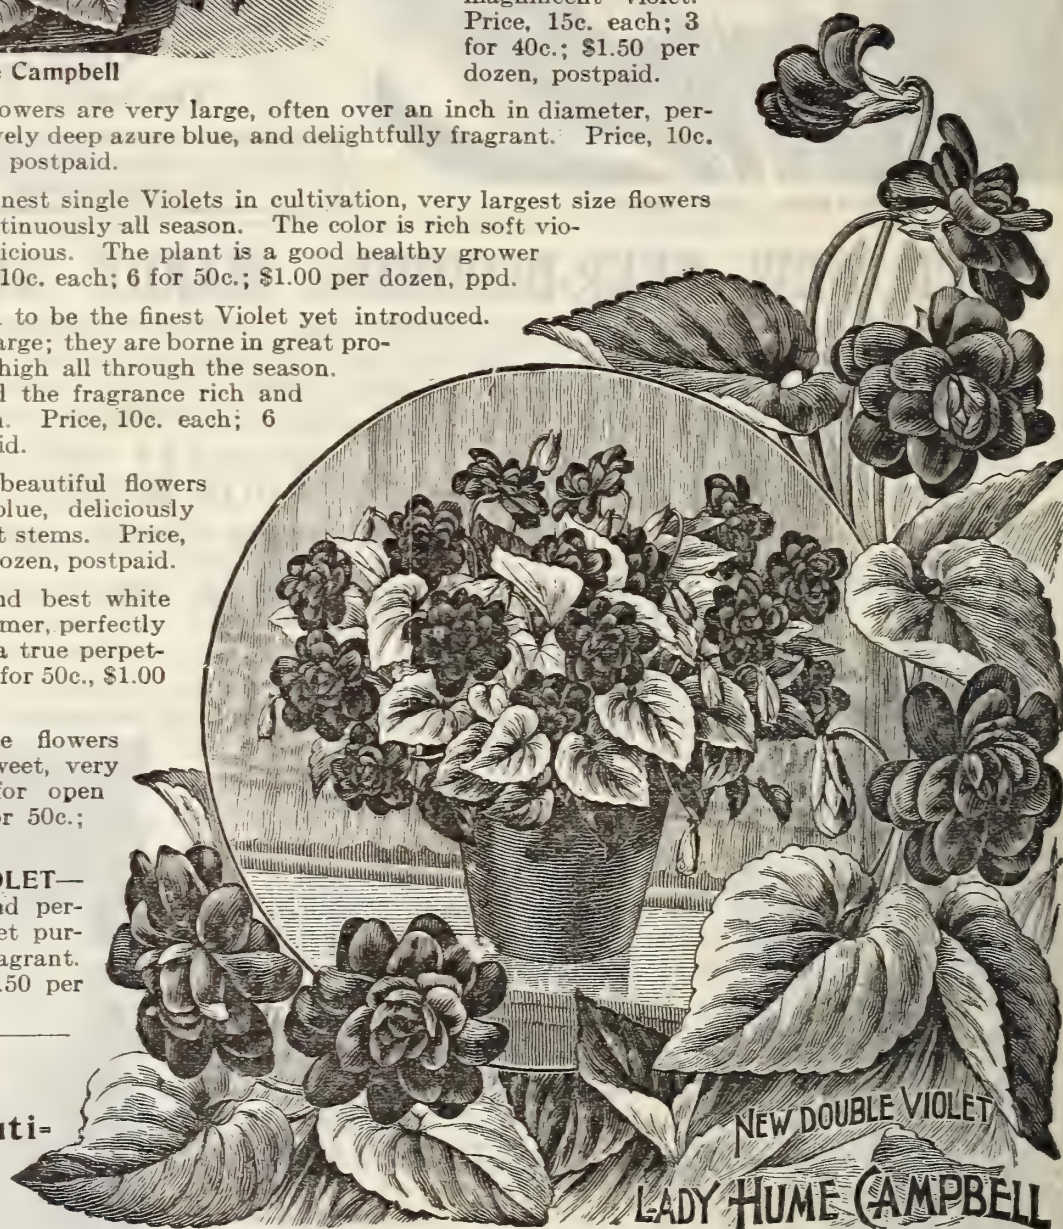 Price, 15c. each; 3
for 40c.; $1.50 per
dozen, postpaid.
Campbell
owers are very large, often over an inch in diameter, per-
vely deep azure blue, and delightfully fragrant. Price, 10c.
postpaid.
nest single Violets in cultivation, very largest size flowers
tinuously all season. The color is rich soft vio-
icious. The plant is a good healthy grower
10c. each; 6 for 50c.; $1.00 per dozen, ppd.
to be the finest Violet yet introduced.
arge; they are borne in great pro-
high all through the season.
the fragrance rich and
Price, 10c. each; 6
id.
beautiful flowers
blue, deliciously
t stems. Price,
ozen, postpaid.
nd best white
mer, perfectly
a true perpet-
for 50c., $1.00
e flowers
weet, very
for open
r 50c.;
OLET—
nd per-
et pur-
agrant.
.50 per
uti=
NEW DOUBLE VIOLET
LADY HUME CAMPBELL